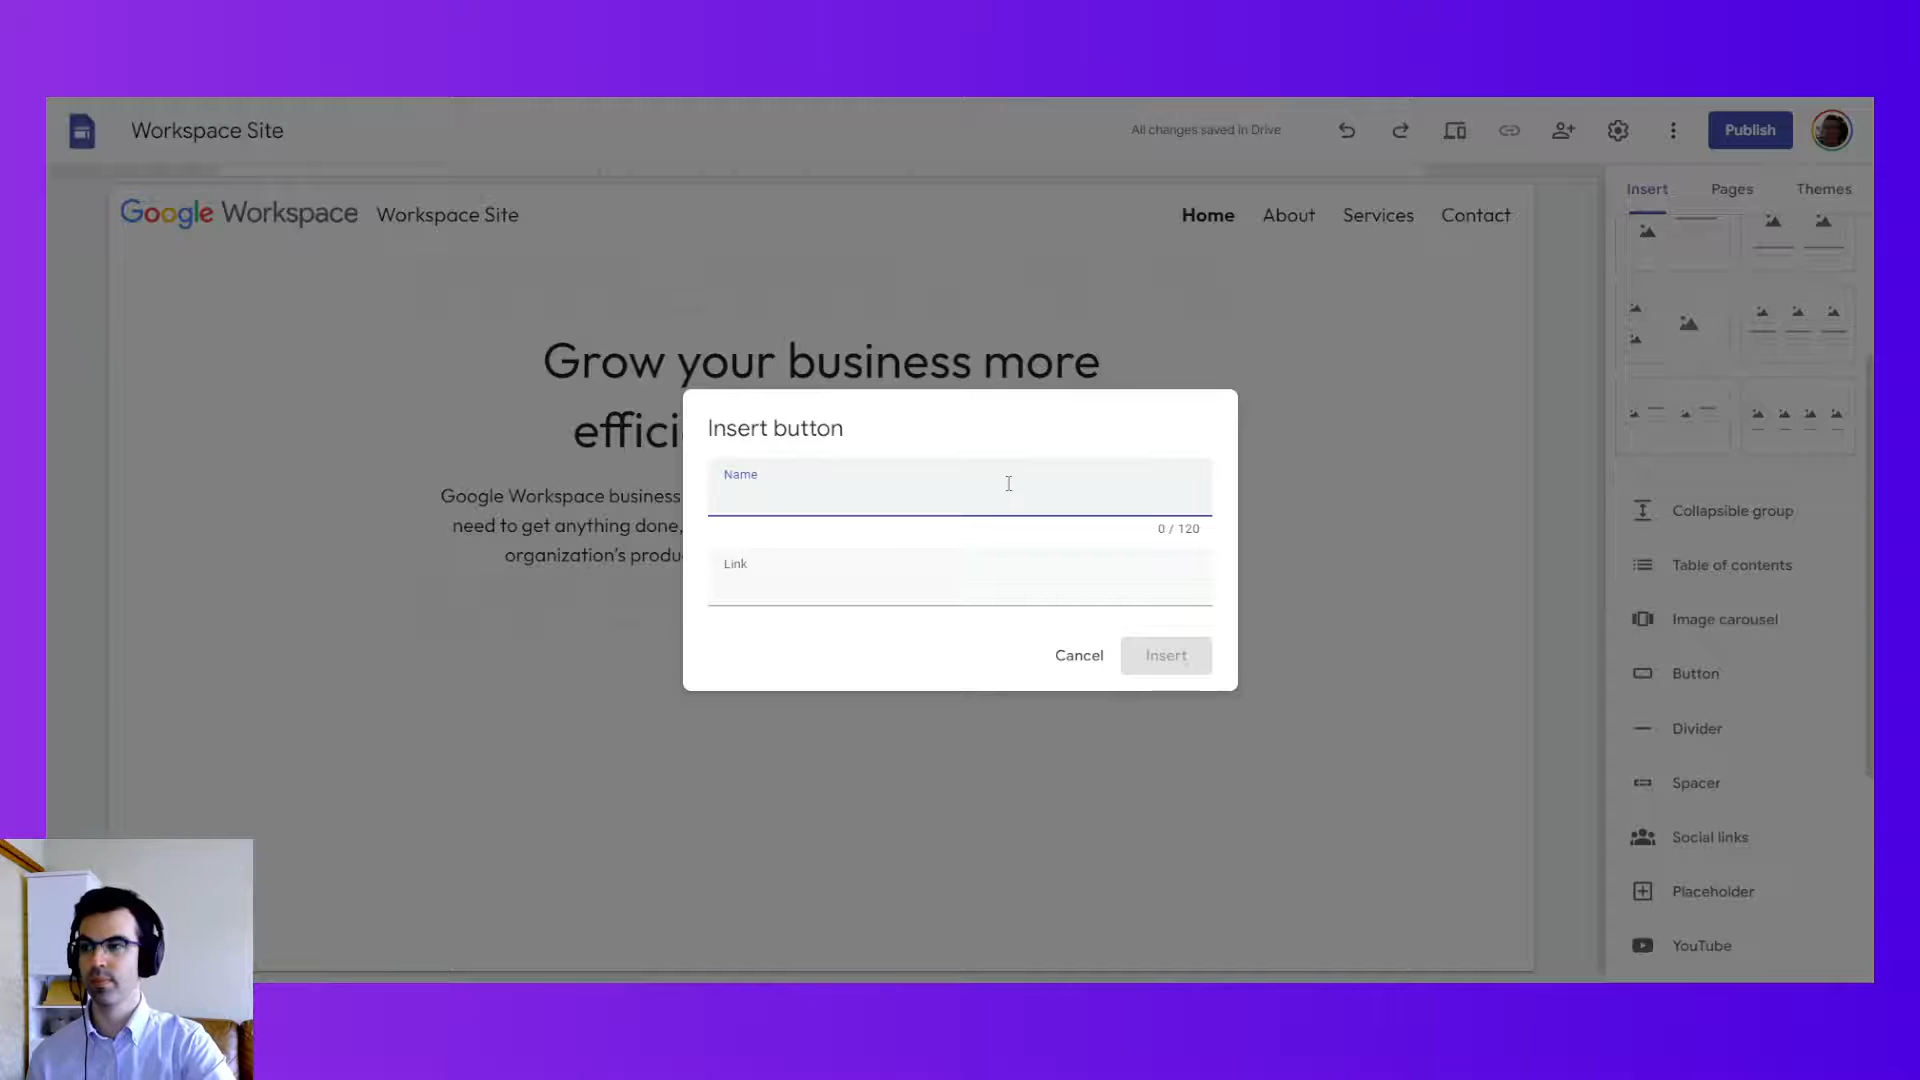 Workspace Site
All changes saved in Drive
Publish
Google Workspace Workspace Site
Home About Services Contact
Insert Pages Themes
Grow your business more
effici
Google Workspace business
need to get anything done,
organization's produ
Insert button
Name
0 / 120
Link
Cancel Insert
Collapsible group
Table of contents
Image carousel
Button
Divider
Spacer
Social links
Placeholder
YouTube